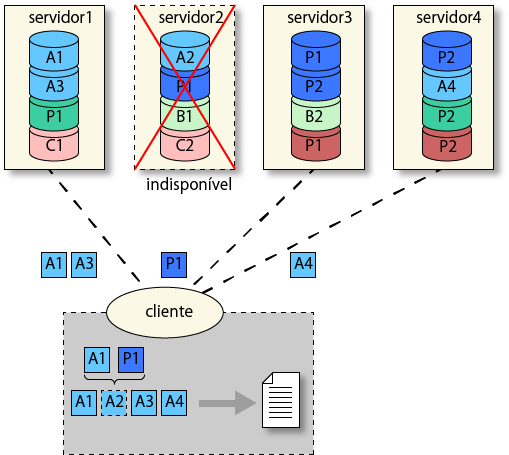 servidor1 servidor2 servidor3 servidor4
A1 A2 P1 P2
A3 P1 P2 A4
P1 B1 B2 P2
C1 C2 P1 P2
indisponível
A1 A3 P1 A4
cliente
A1 P1
A1 A2 A3 A4